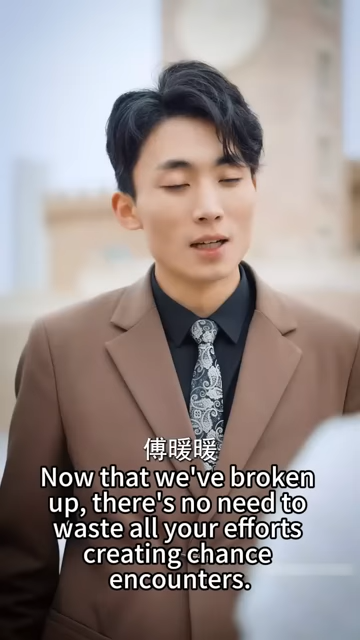 傅暖暖
Now that we've broken
up, there's no need to
waste all your efforts
creating chance
encounters.